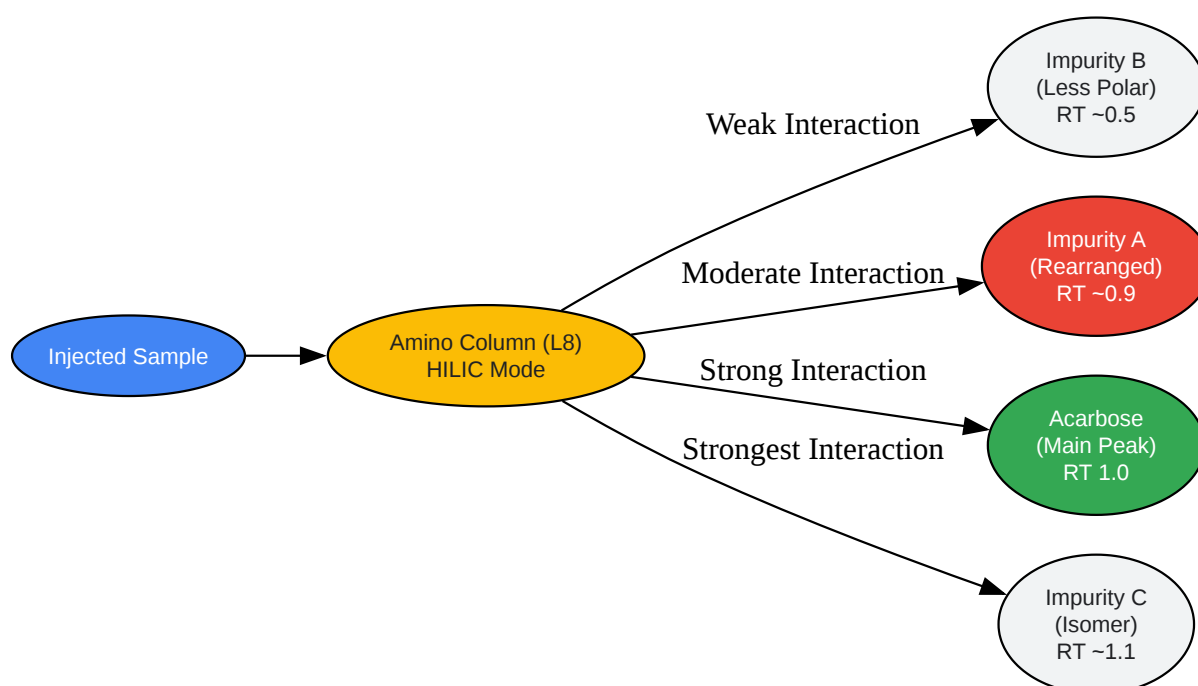 Injected Sample
Amino Column (L8)
HILIC Mode
Weak Interaction
Moderate Interaction
Strong Interaction
Strongest Interaction
Impurity B
(Less Polar)
RT ~0.5
Impurity A
(Rearranged)
RT ~0.9
Acarbose
(Main Peak)
RT 1.0
Impurity C
(Isomer)
RT ~1.1